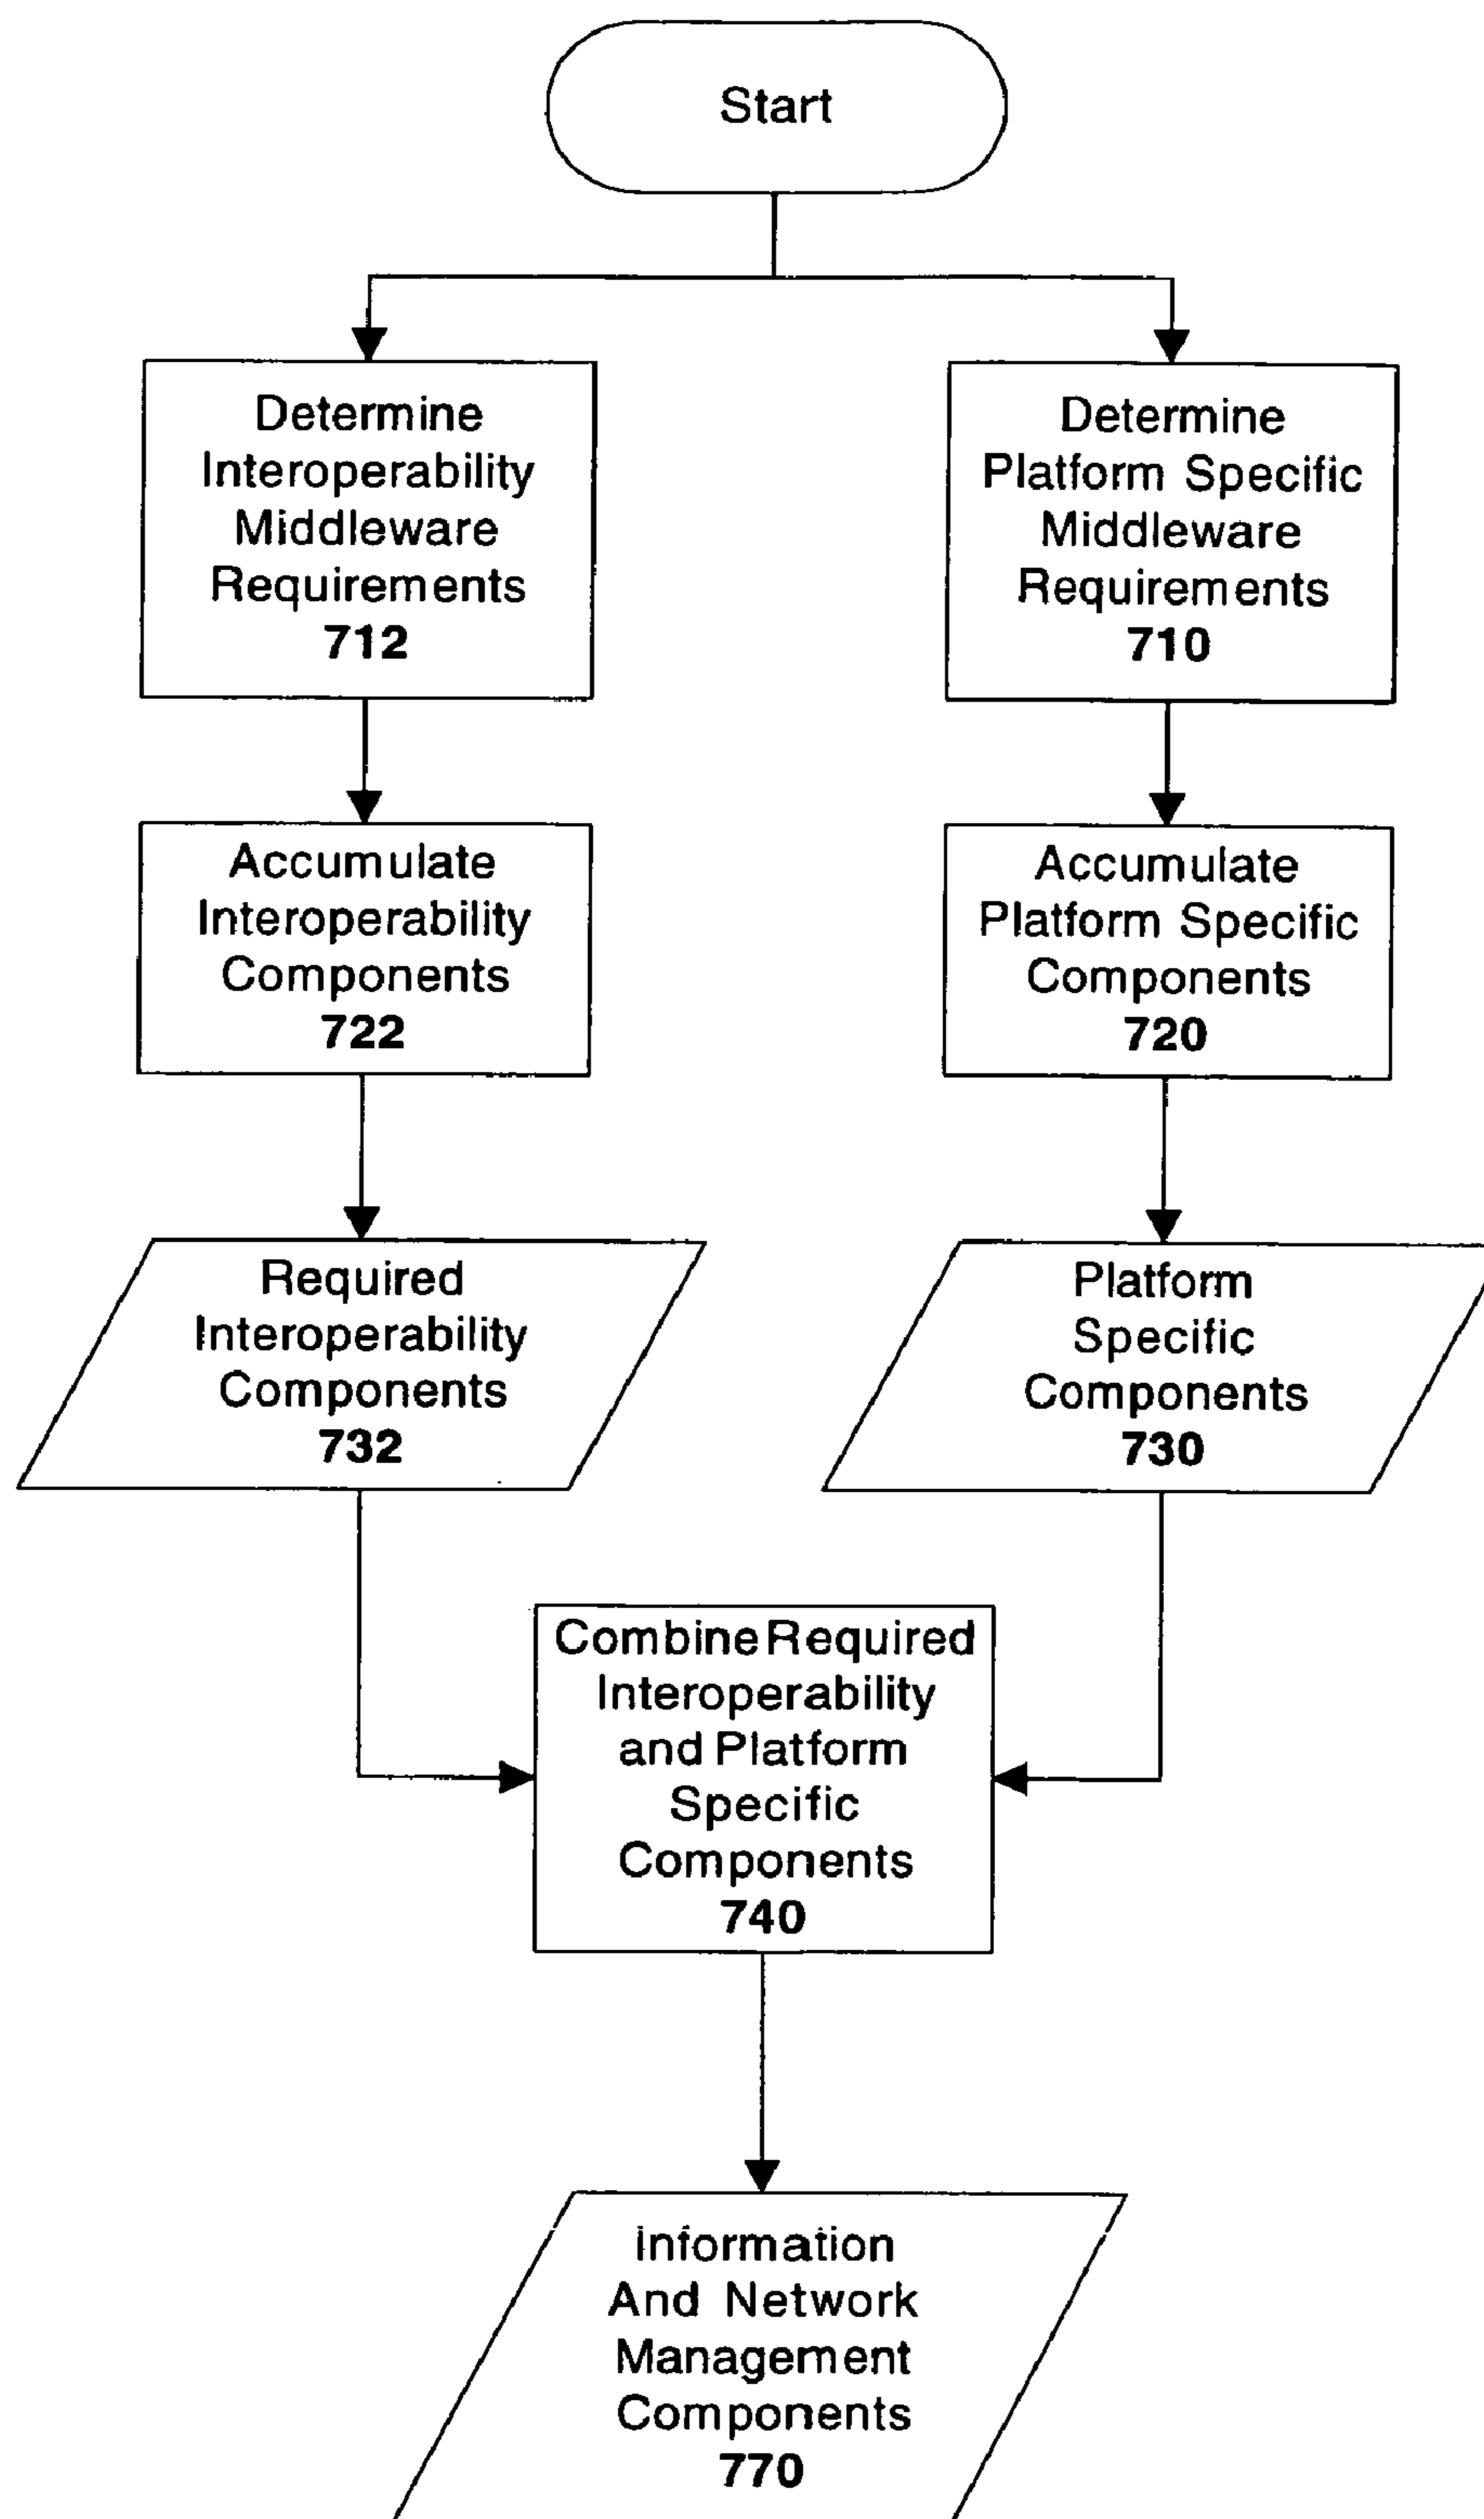 Start
Determine
Interoperability
Middleware
Requirements
712
Determine
Platform Specific
Middleware
Requirements
710
Accumulate
Interoperability
Components
722
Accumulate
Platform Specific
Components
720
Required
Interoperability
Components
732
Platform
Specific
Components
730
Combine Required
Interoperability
and Platform
Specific
Components
740
Information
And Network
Management
Components
770